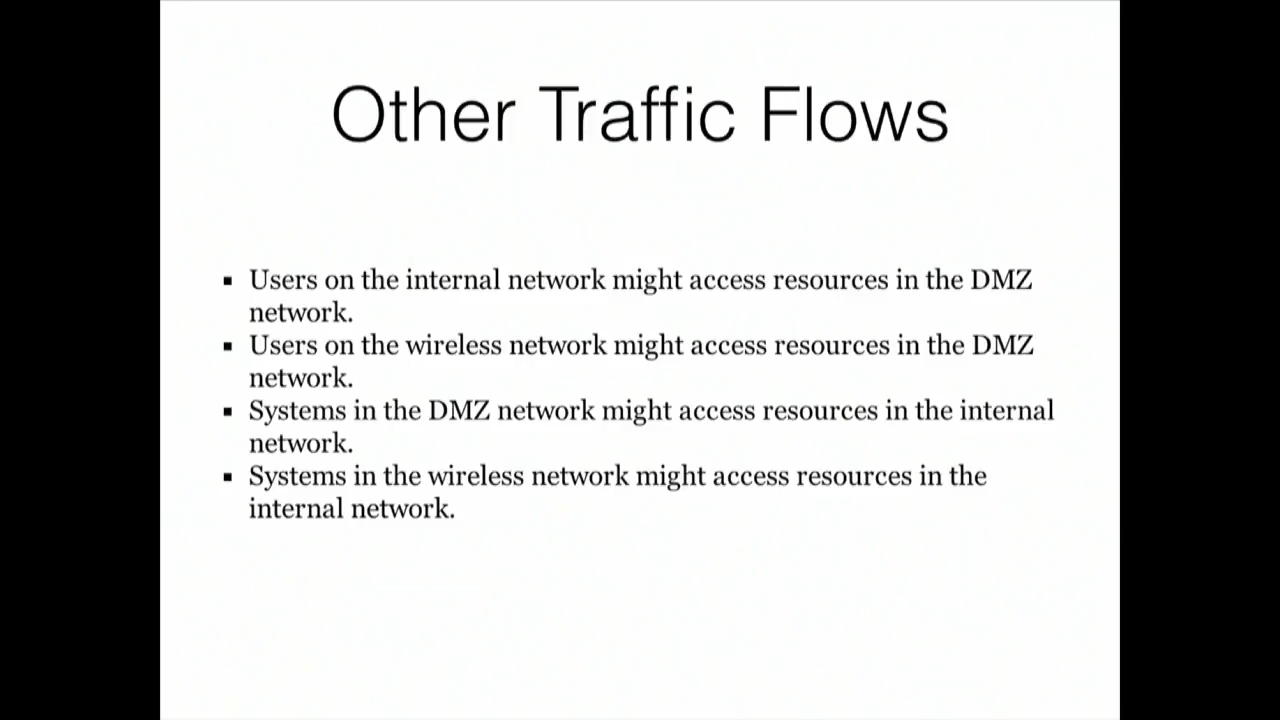 Other Traffic Flows
▪ Users on the internal network might access resources in the DMZ
network.
▪ Users on the wireless network might access resources in the DMZ
network.
▪ Systems in the DMZ network might access resources in the internal
network.
▪ Systems in the wireless network might access resources in the
internal network.